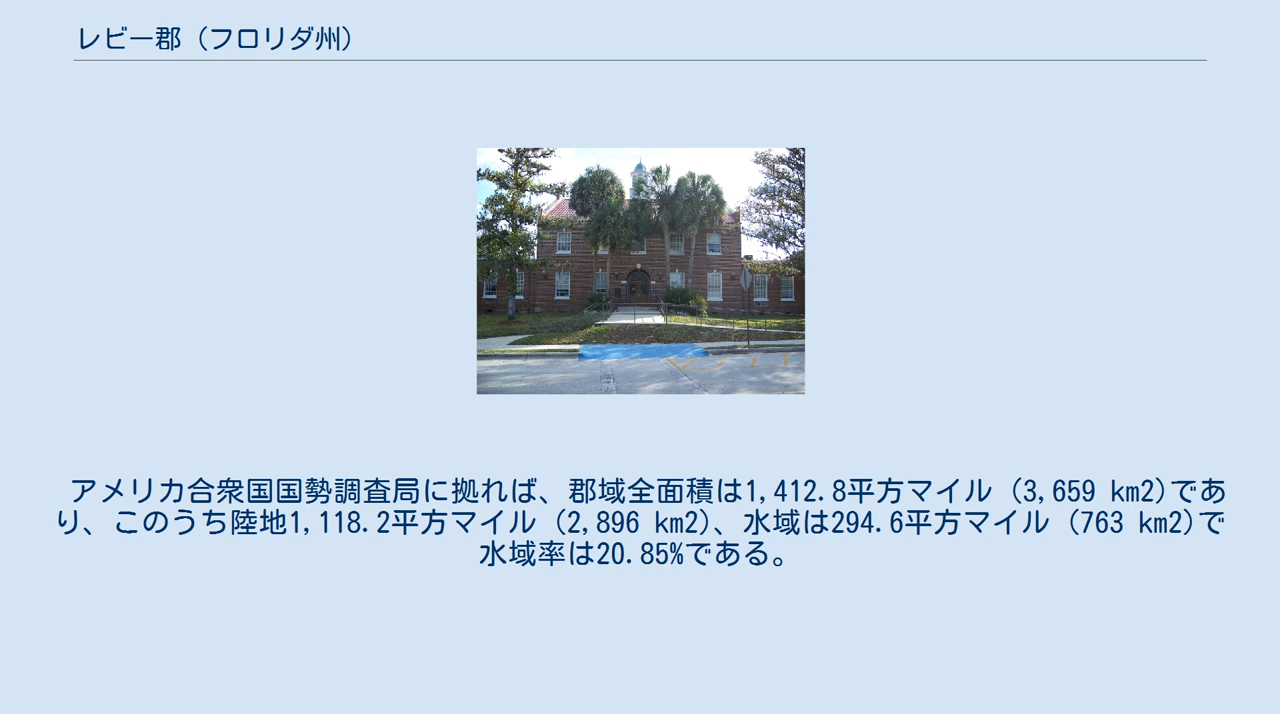 レビー郡 (フロリダ州)
アメリカ合衆国国勢調査局に拠れば、郡域全面積は1,412.8平方マイル (3,659 km2)であ
り、このうち陸地1,118.2平方マイル (2,896 km2)、水域は294.6平方マイル (763 km2)で
水域率は20.85%である。